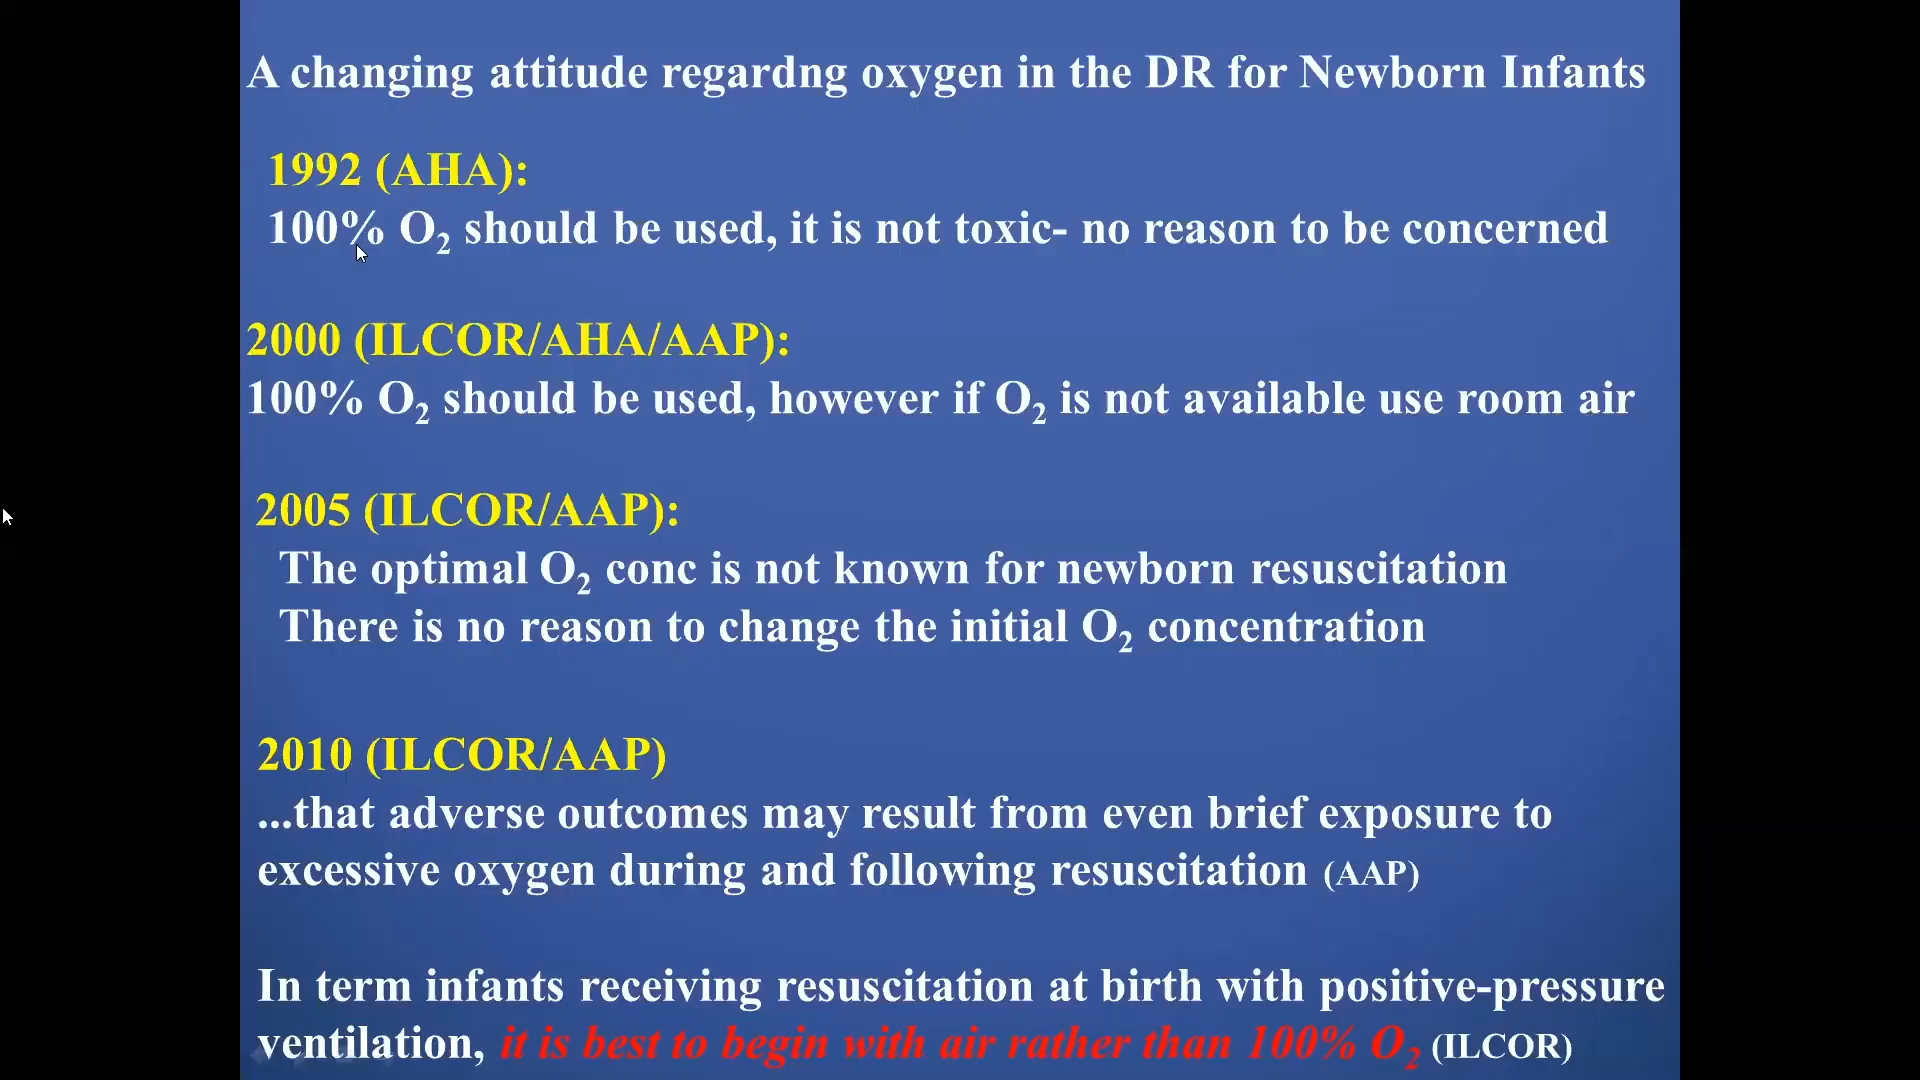 A changing attitude regardng oxygen in the DR for Newborn Infants
1992 (AHA):
100% O₂ should be used, it is not toxic- no reason to be concerned
2000 (ILCOR/AHA/AAP):
100% O₂ should be used, however if O₂ is not available use room air
2005 (ILCOR/AAP):
The optimal O₂ conc is not known for newborn resuscitation
There is no reason to change the initial O₂ concentration
2010 (ILCOR/AAP)
...that adverse outcomes may result from even brief exposure to
excessive oxygen during and following resuscitation (AAP)
In term infants receiving resuscitation at birth with positive-pressure
ventilation, it is best to begin with air rather than 100% O₂ (ILCOR)